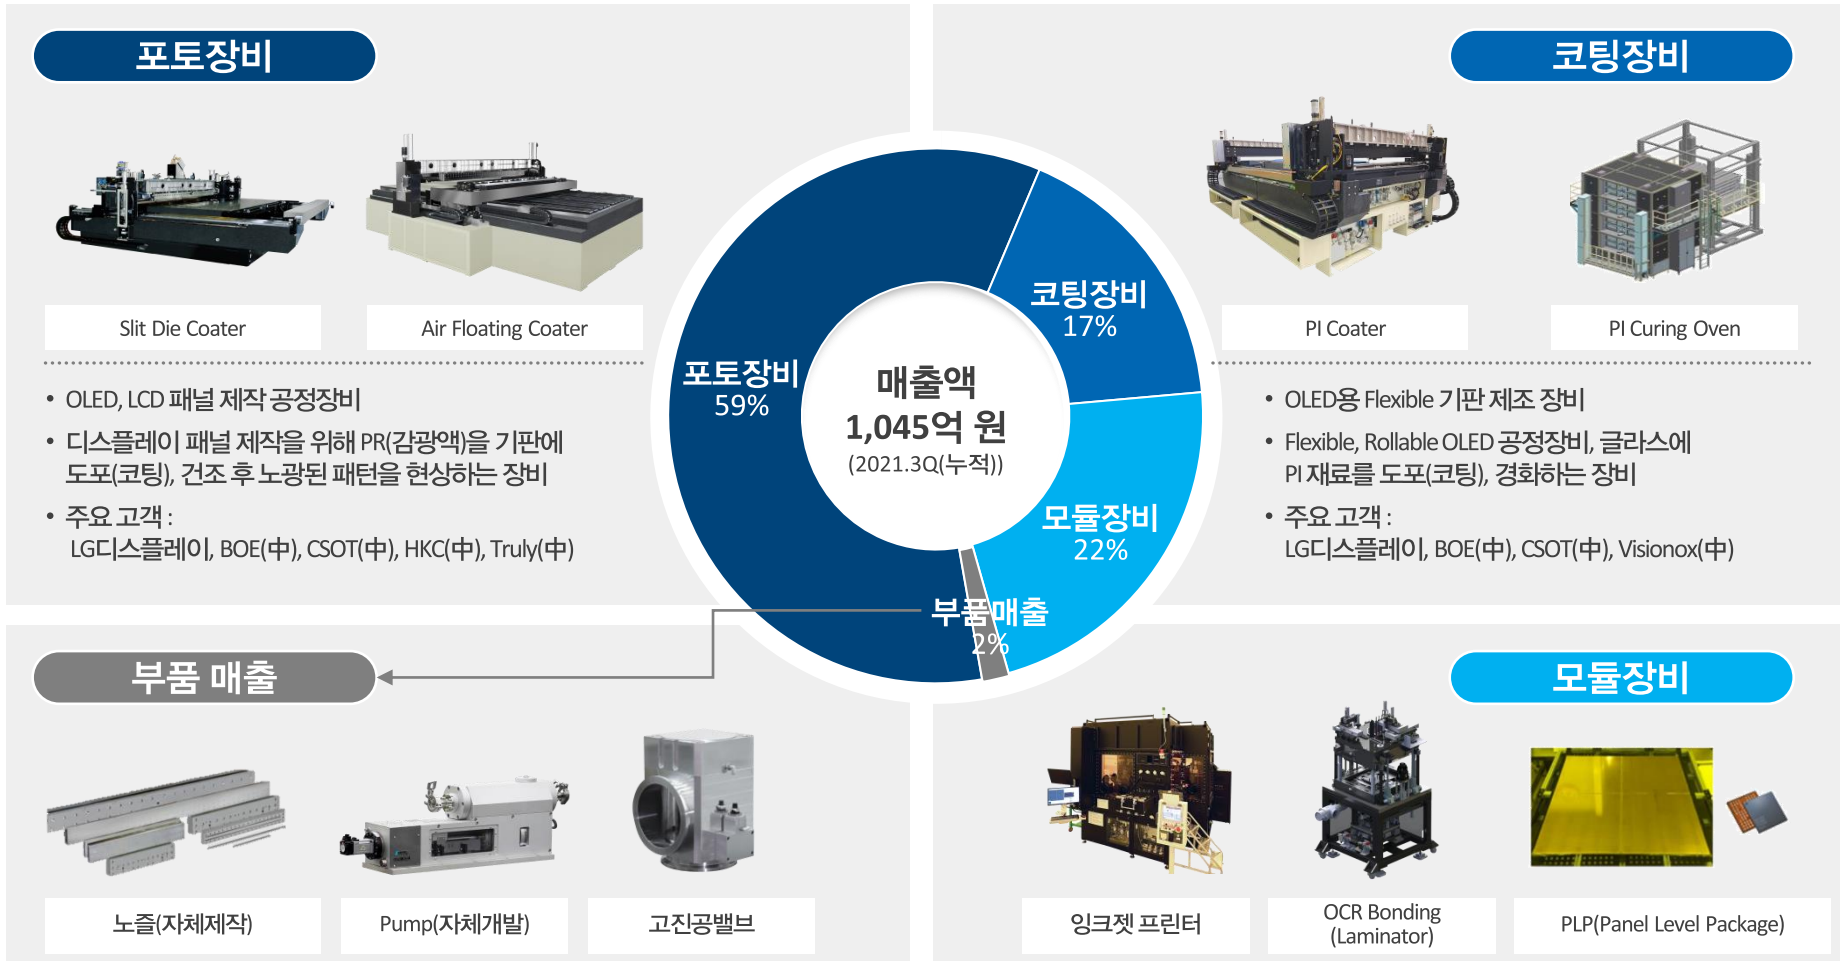 포토장비
Slit Die Coater
Air Floating Coater
• OLED, LCD 패널 제작 공정장비
• 디스플레이 패널 제작을 위해 PR(감광액)을 기판에
도포(코팅), 건조 후 노광된 패턴을 현상하는 장비
• 주요 고객 :
LG디스플레이, BOE(中), CSOT(中), HKC(中), Truly(中)
코팅장비
PI Coater
PI Curing Oven
• OLED용 Flexible 기판 제조 장비
• Flexible, Rollable OLED 공정장비, 글라스에
PI 재료를 도포(코팅), 경화하는 장비
• 주요 고객 :
LG디스플레이, BOE(中), CSOT(中), Visionox(中)
포토장비
59%
코팅장비
17%
모듈장비
22%
부품매출
2%
매출액
1,045억 원
(2021.3Q(누적))
부품 매출
노즐(자체제작)
Pump(자체개발)
고진공밸브
모듈장비
잉크젯 프린터
OCR Bonding
(Laminator)
PLP(Panel Level Package)